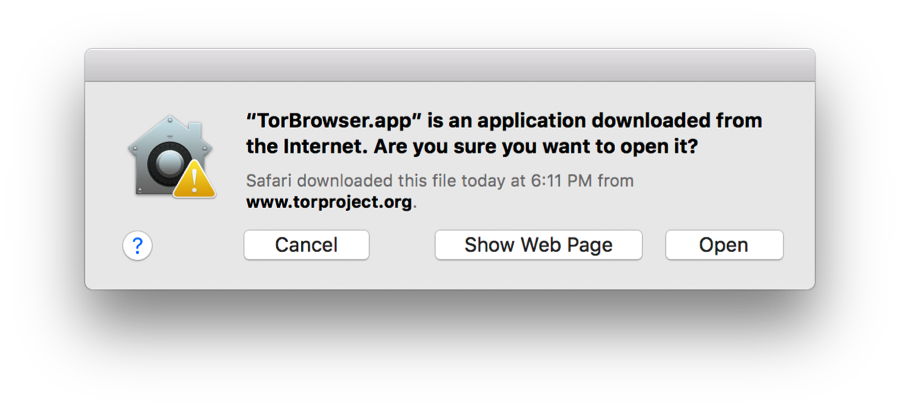 “TorBrowser.app” is an application downloaded from
the Internet. Are you sure you want to open it?
Safari downloaded this file today at 6:11 PM from
www.torproject.org.
?
Cancel
Show Web Page
Open